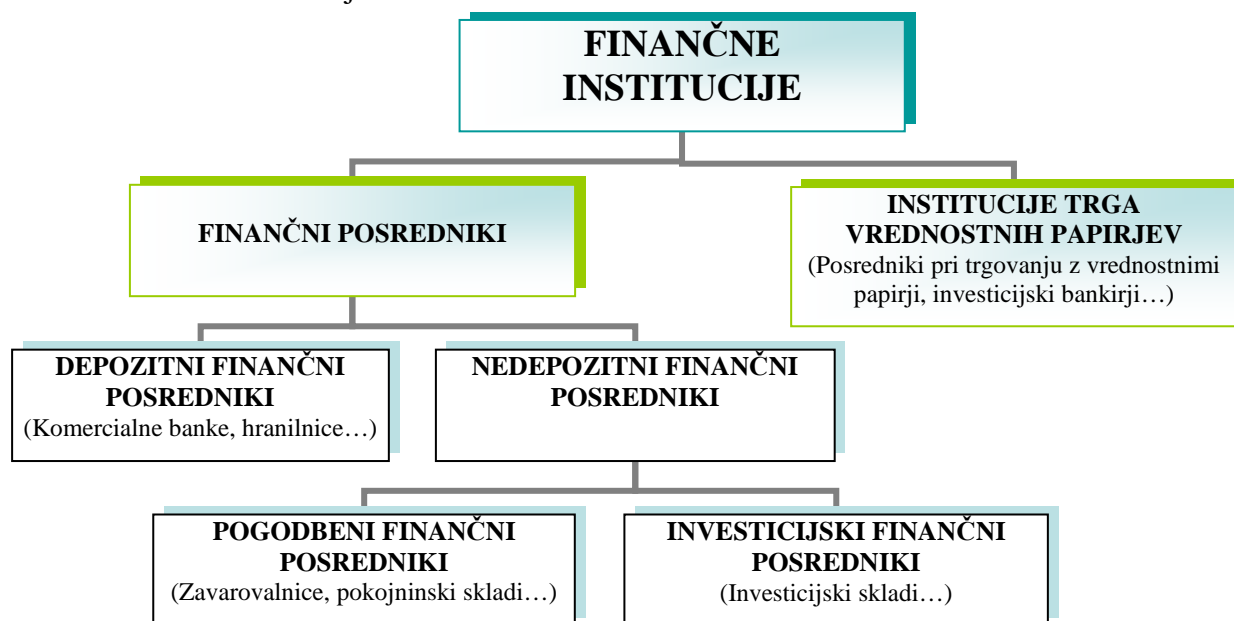 FINANČNE
INSTITUCIJE
FINANČNI POSREDNIKI
INSTITUCIJE TRGA
VREDNOSTNIH PAPIRJEV
(Posredniki pri trgovanju z vrednostnimi
papirji, investicijski bankirji…)
DEPOZITNI FINANČNI
POSREDNIKI
(Komercialne banke, hranilnice…)
NEDEPOZITNI FINANČNI
POSREDNIKI
POGODBENI FINANČNI
POSREDNIKI
(Zavarovalnice, pokojninski skladi…)
INVESTICIJSKI FINANČNI
POSREDNIKI
(Investicijski skladi…)